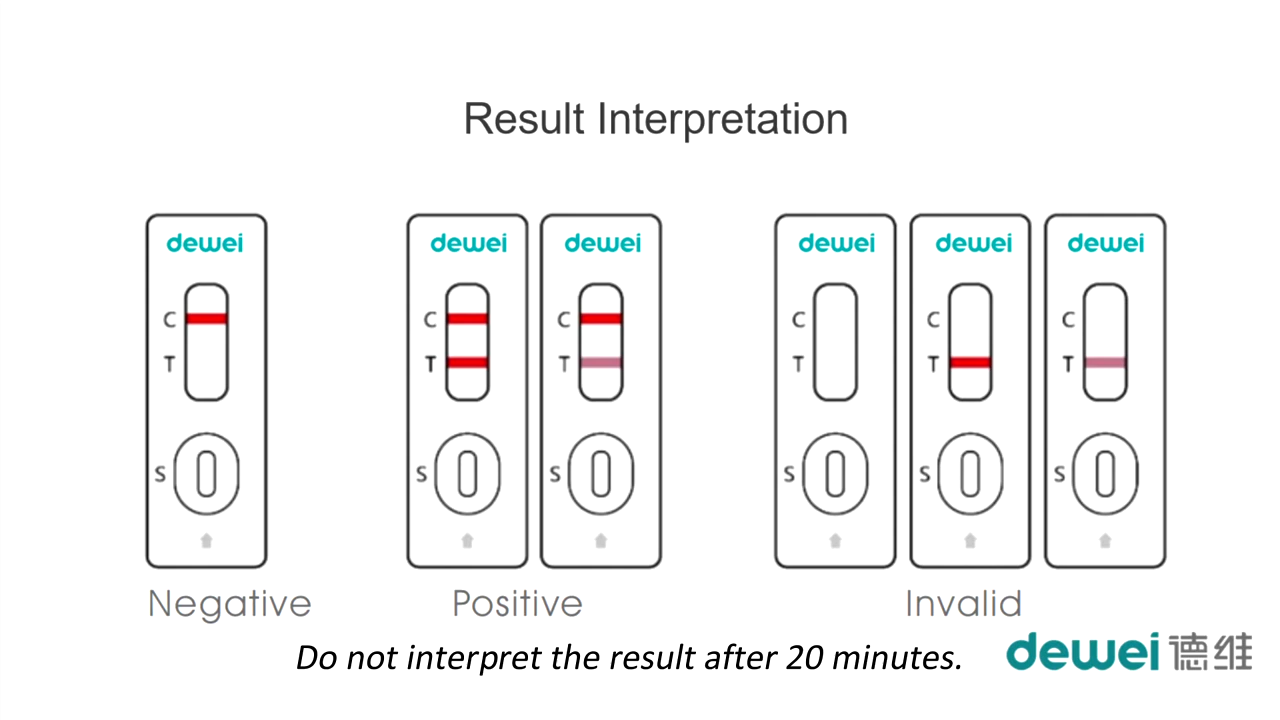 Result Interpretation
dewei dewei dewei dewei dewei dewei
C C C C C C
T T T T T T
S S S S S S
Negative Positive Invalid
Do not interpret the result after 20 minutes.
dewei 德维